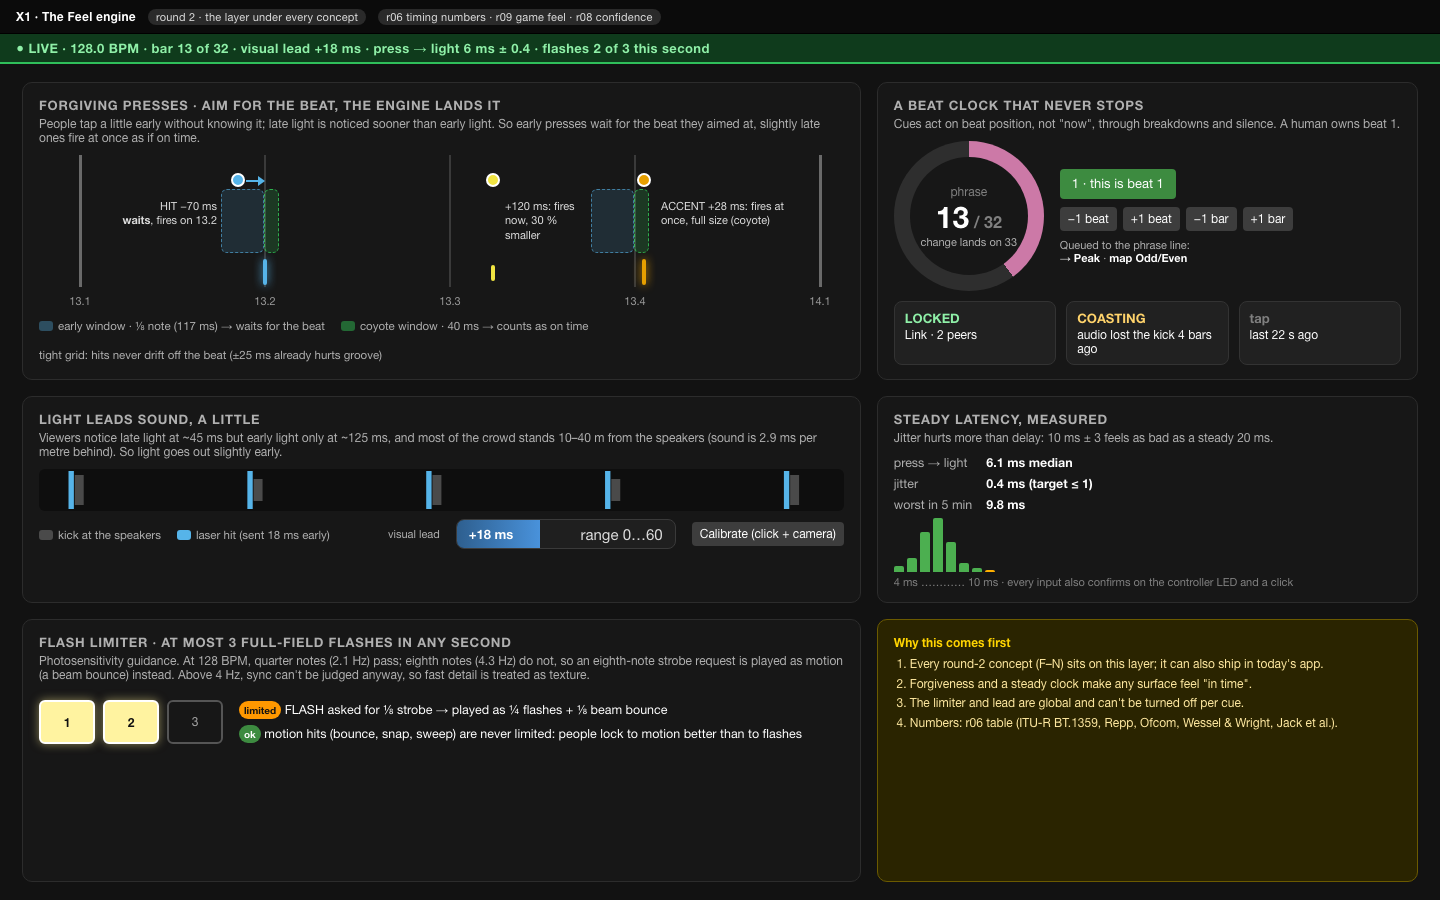 X1 · The Feel engine
round 2 · the layer under every concept
r06 timing numbers · r09 game feel · r08 confidence
● LIVE · 128.0 BPM · bar 13 of 32 · visual lead +18 ms · press → light 6 ms ± 0.4 · flashes 2 of 3 this second
FORGIVING PRESSES · AIM FOR THE BEAT, THE ENGINE LANDS IT
People tap a little early without knowing it; late light is noticed sooner than early light. So early presses wait for the beat they aimed at, slightly late
ones fire at once as if on time.
HIT −70 ms
waits, fires on 13.2
+120 ms: fires
now, 30 %
smaller
ACCENT +28 ms: fires at
once, full size (coyote)
13.1
13.2
13.3
13.4
14.1
early window · ⅛ note (117 ms) → waits for the beat
coyote window · 40 ms → counts as on time
tight grid: hits never drift off the beat (±25 ms already hurts groove)
A BEAT CLOCK THAT NEVER STOPS
Cues act on beat position, not "now", through breakdowns and silence. A human owns beat 1.
phrase
13 / 32
change lands on 33
1 · this is beat 1
−1 beat
+1 beat
−1 bar
+1 bar
Queued to the phrase line:
→ Peak · map Odd/Even
LOCKED
Link · 2 peers
COASTING
audio lost the kick 4 bars
ago
tap
last 22 s ago
LIGHT LEADS SOUND, A LITTLE
Viewers notice late light at ~45 ms but early light only at ~125 ms, and most of the crowd stands 10–40 m from the speakers (sound is 2.9 ms per
metre behind). So light goes out slightly early.
kick at the speakers
laser hit (sent 18 ms early)
visual lead
+18 ms
range 0…60
Calibrate (click + camera)
STEADY LATENCY, MEASURED
Jitter hurts more than delay: 10 ms ± 3 feels as bad as a steady 20 ms.
press → light 6.1 ms median
jitter 0.4 ms (target ≤ 1)
worst in 5 min 9.8 ms
4 ms ………… 10 ms · every input also confirms on the controller LED and a click
FLASH LIMITER · AT MOST 3 FULL-FIELD FLASHES IN ANY SECOND
Photosensitivity guidance. At 128 BPM, quarter notes (2.1 Hz) pass; eighth notes (4.3 Hz) do not, so an eighth-note strobe request is played as motion
(a beam bounce) instead. Above 4 Hz, sync can't be judged anyway, so fast detail is treated as texture.
1
2
3
limited FLASH asked for ⅛ strobe → played as ¼ flashes + ⅛ beam bounce
ok motion hits (bounce, snap, sweep) are never limited: people lock to motion better than to flashes
Why this comes first
1. Every round-2 concept (F–N) sits on this layer; it can also ship in today's app.
2. Forgiveness and a steady clock make any surface feel "in time".
3. The limiter and lead are global and can't be turned off per cue.
4. Numbers: r06 table (ITU-R BT.1359, Repp, Ofcom, Wessel & Wright, Jack et al.).